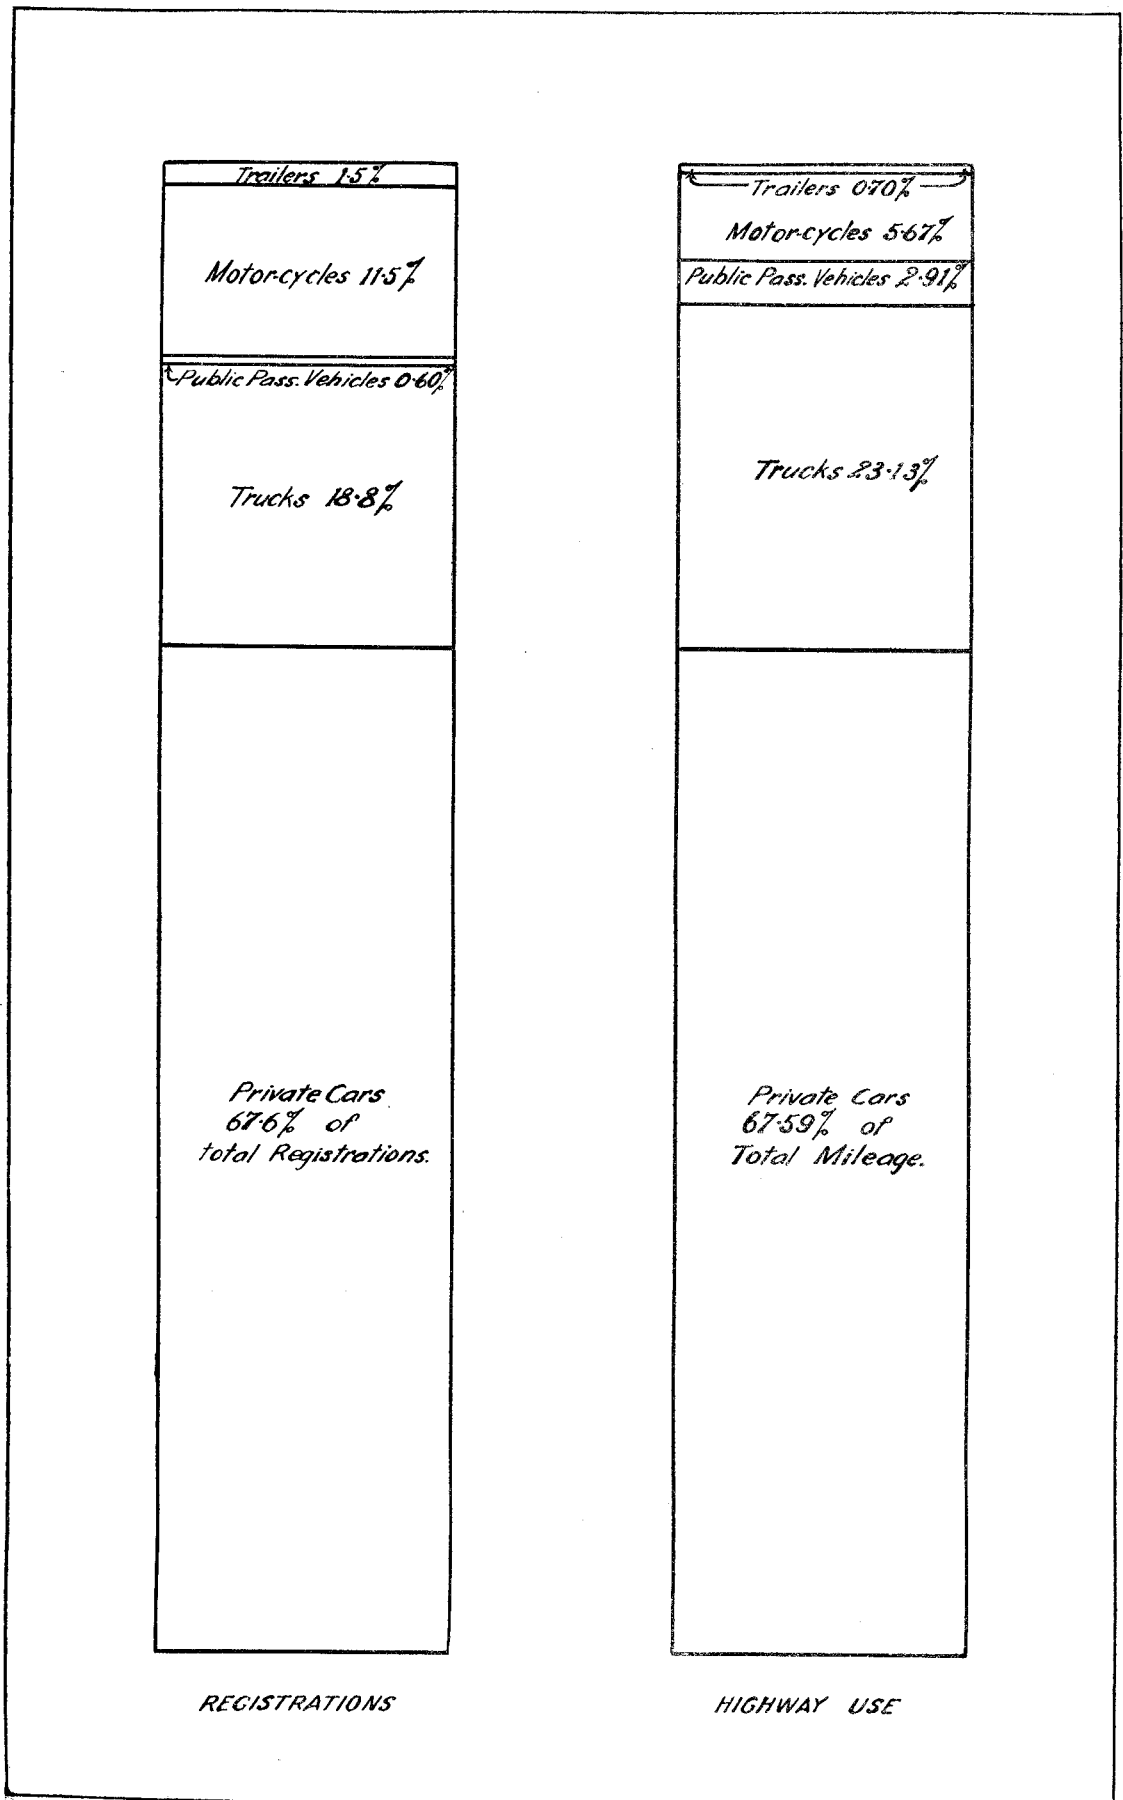 Trailers 1·5%
Motor-cycles 11·5%
Public Pass. Vehicles 0·60%
Trucks 18·8%
Private Cars
67·6% of
total Registrations.
REGISTRATIONS
Trailers 0·70%
Motor-cycles 5·67%
Public Pass. Vehicles 2·91%
Trucks 23·13%
Private Cars
67·59% of
Total Mileage.
HIGHWAY USE